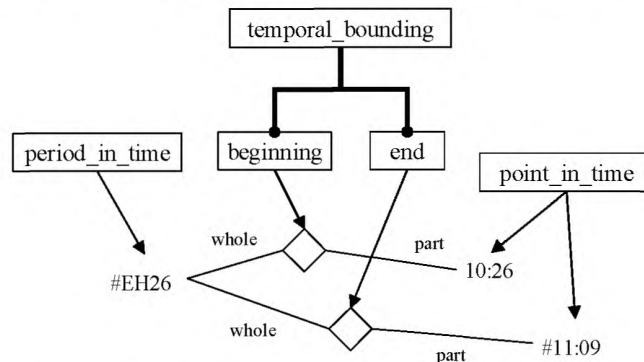 temporal_bounding
period_in_time
beginning
end
point_in_time
whole
part
#EH26
10:26
whole
part
#11:09